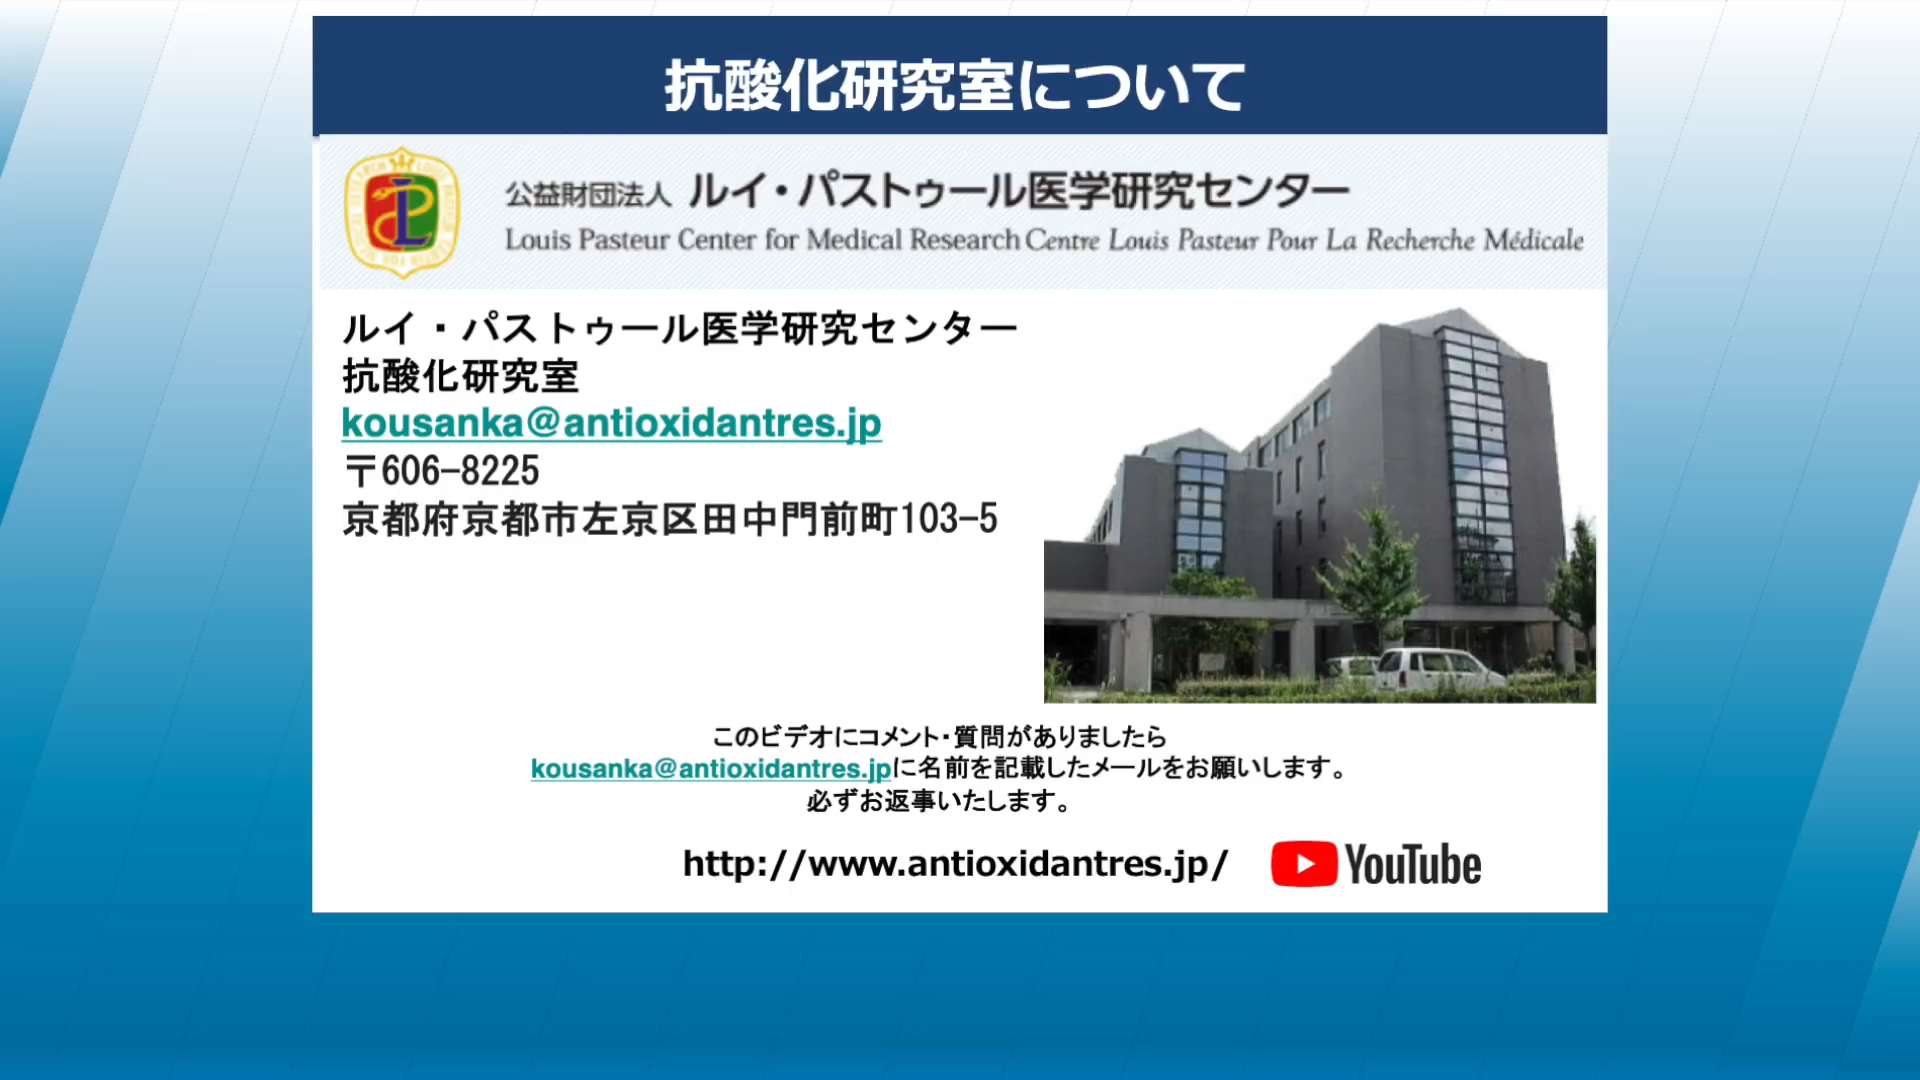 抗酸化研究室について
公益財団法人 ルイ・パストゥール医学研究センター
Louis Pasteur Center for Medical Research Centre Louis Pasteur Pour La Recherche Médicale
ルイ・パストゥール医学研究センター
抗酸化研究室
kousanka@antioxidantres.jp
〒606-8225
京都府京都市左京区田中門前町103-5
このビデオにコメント・質問がありましたら
kousanka@antioxidantres.jpに名前を記載したメールをお願いします。
必ずお返事いたします。
http://www.antioxidantres.jp/ YouTube